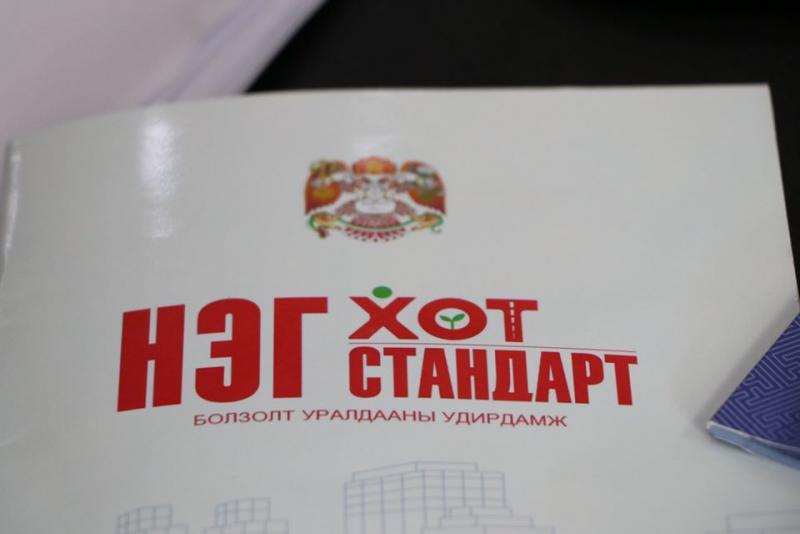 НЭГ ХОТ
СТАНДАРТ
БОЛЗОЛТ УРАЛДААНЫ УДИРДАМЖ